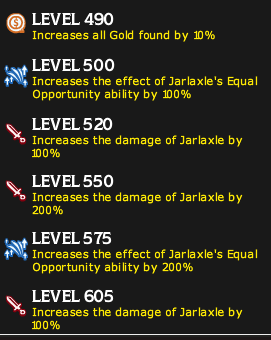 LEVEL 490
Increases all Gold found by 10%
LEVEL 500
Increases the effect of Jarlaxle's Equal
Opportunity ability by 100%
LEVEL 520
Increases the damage of Jarlaxle by
100%
LEVEL 550
Increases the damage of Jarlaxle by
200%
LEVEL 575
Increases the effect of Jarlaxle's Equal
Opportunity ability by 200%
LEVEL 605
Increases the damage of Jarlaxle by
100%